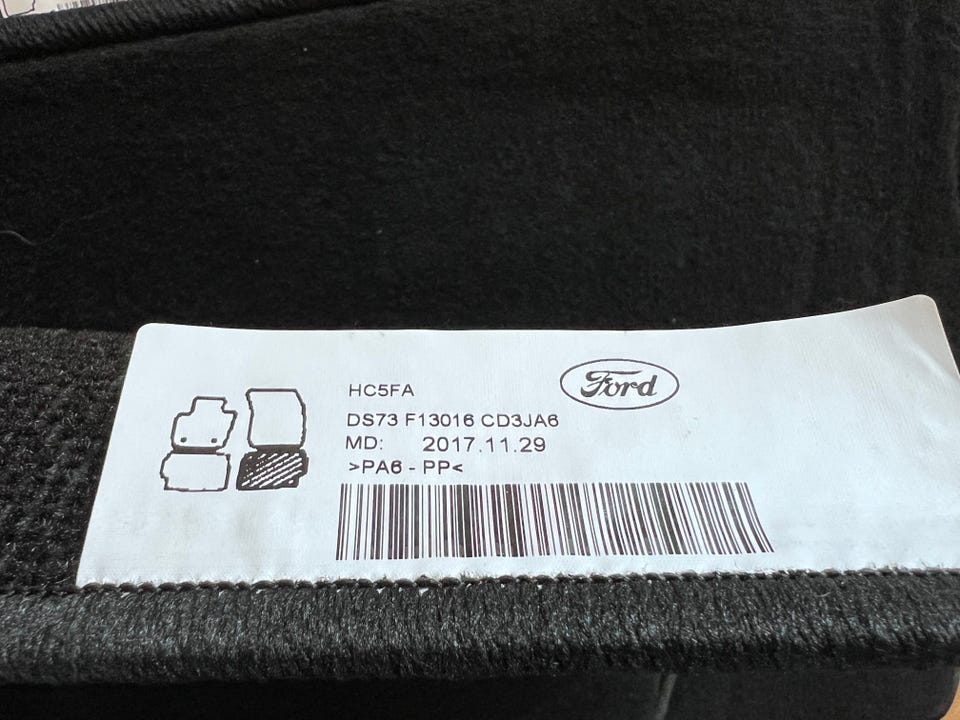 HC5FA
Ford
DS73 F13016 CD3JA6
MD: 2017.11.29
>PA6 - PP<